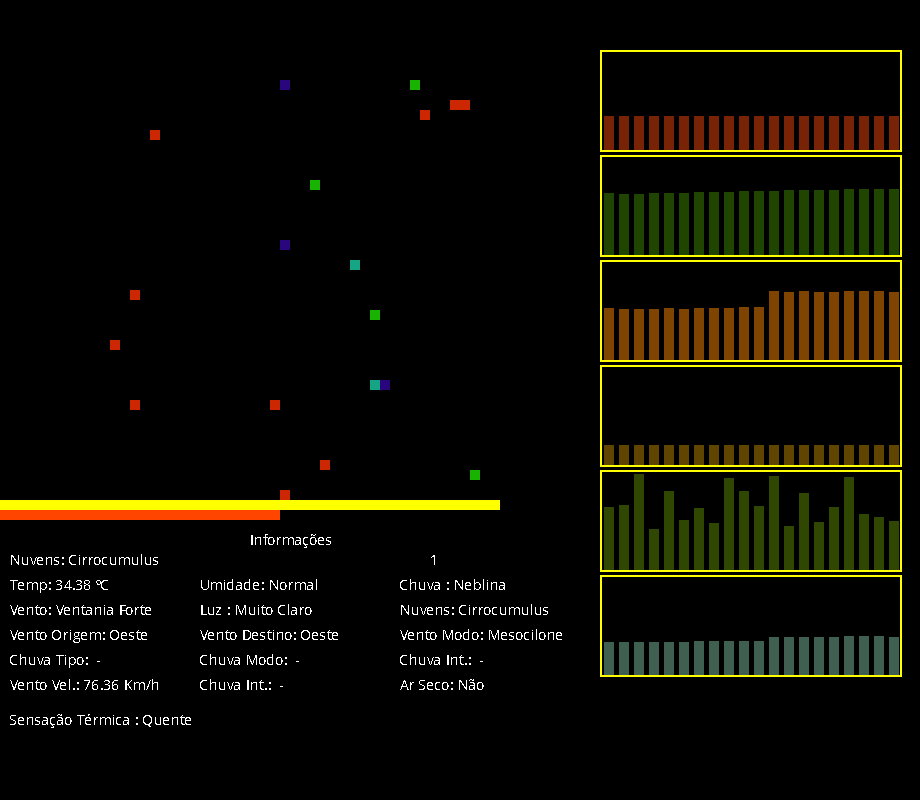 Informações
Nuvens: Cirrocumulus 1
Temp: 34.38 ºC Umidade: Normal Chuva : Neblina
Vento: Ventania Forte Luz : Muito Claro Nuvens: Cirrocumulus
Vento Origem: Oeste Vento Destino: Oeste Vento Modo: Mesocilone
Chuva Tipo: - Chuva Modo: - Chuva Int.: -
Vento Vel.: 76.36 Km/h Chuva Int.: - Ar Seco: Não
Sensação Térmica : Quente